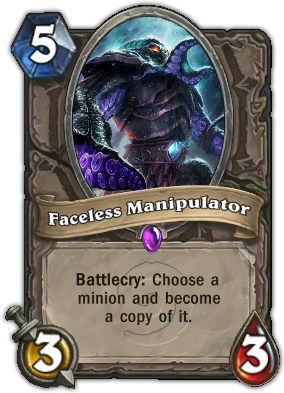 5
Faceless Manipulator
Battlecry: Choose a
minion and become
a copy of it.
3
3